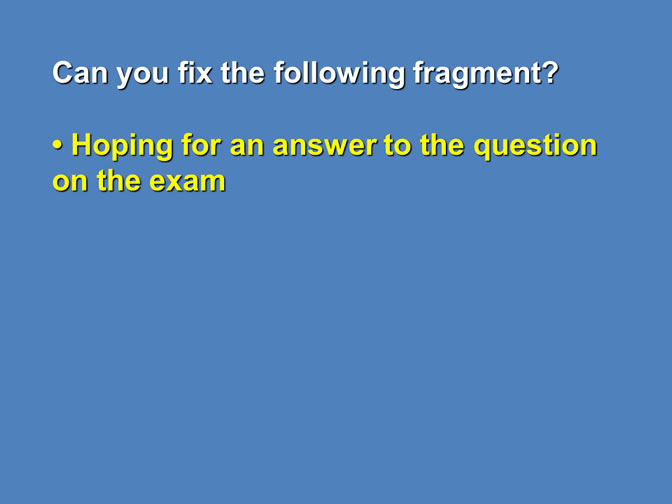 Can you fix the following fragment?
• Hoping for an answer to the question
on the exam